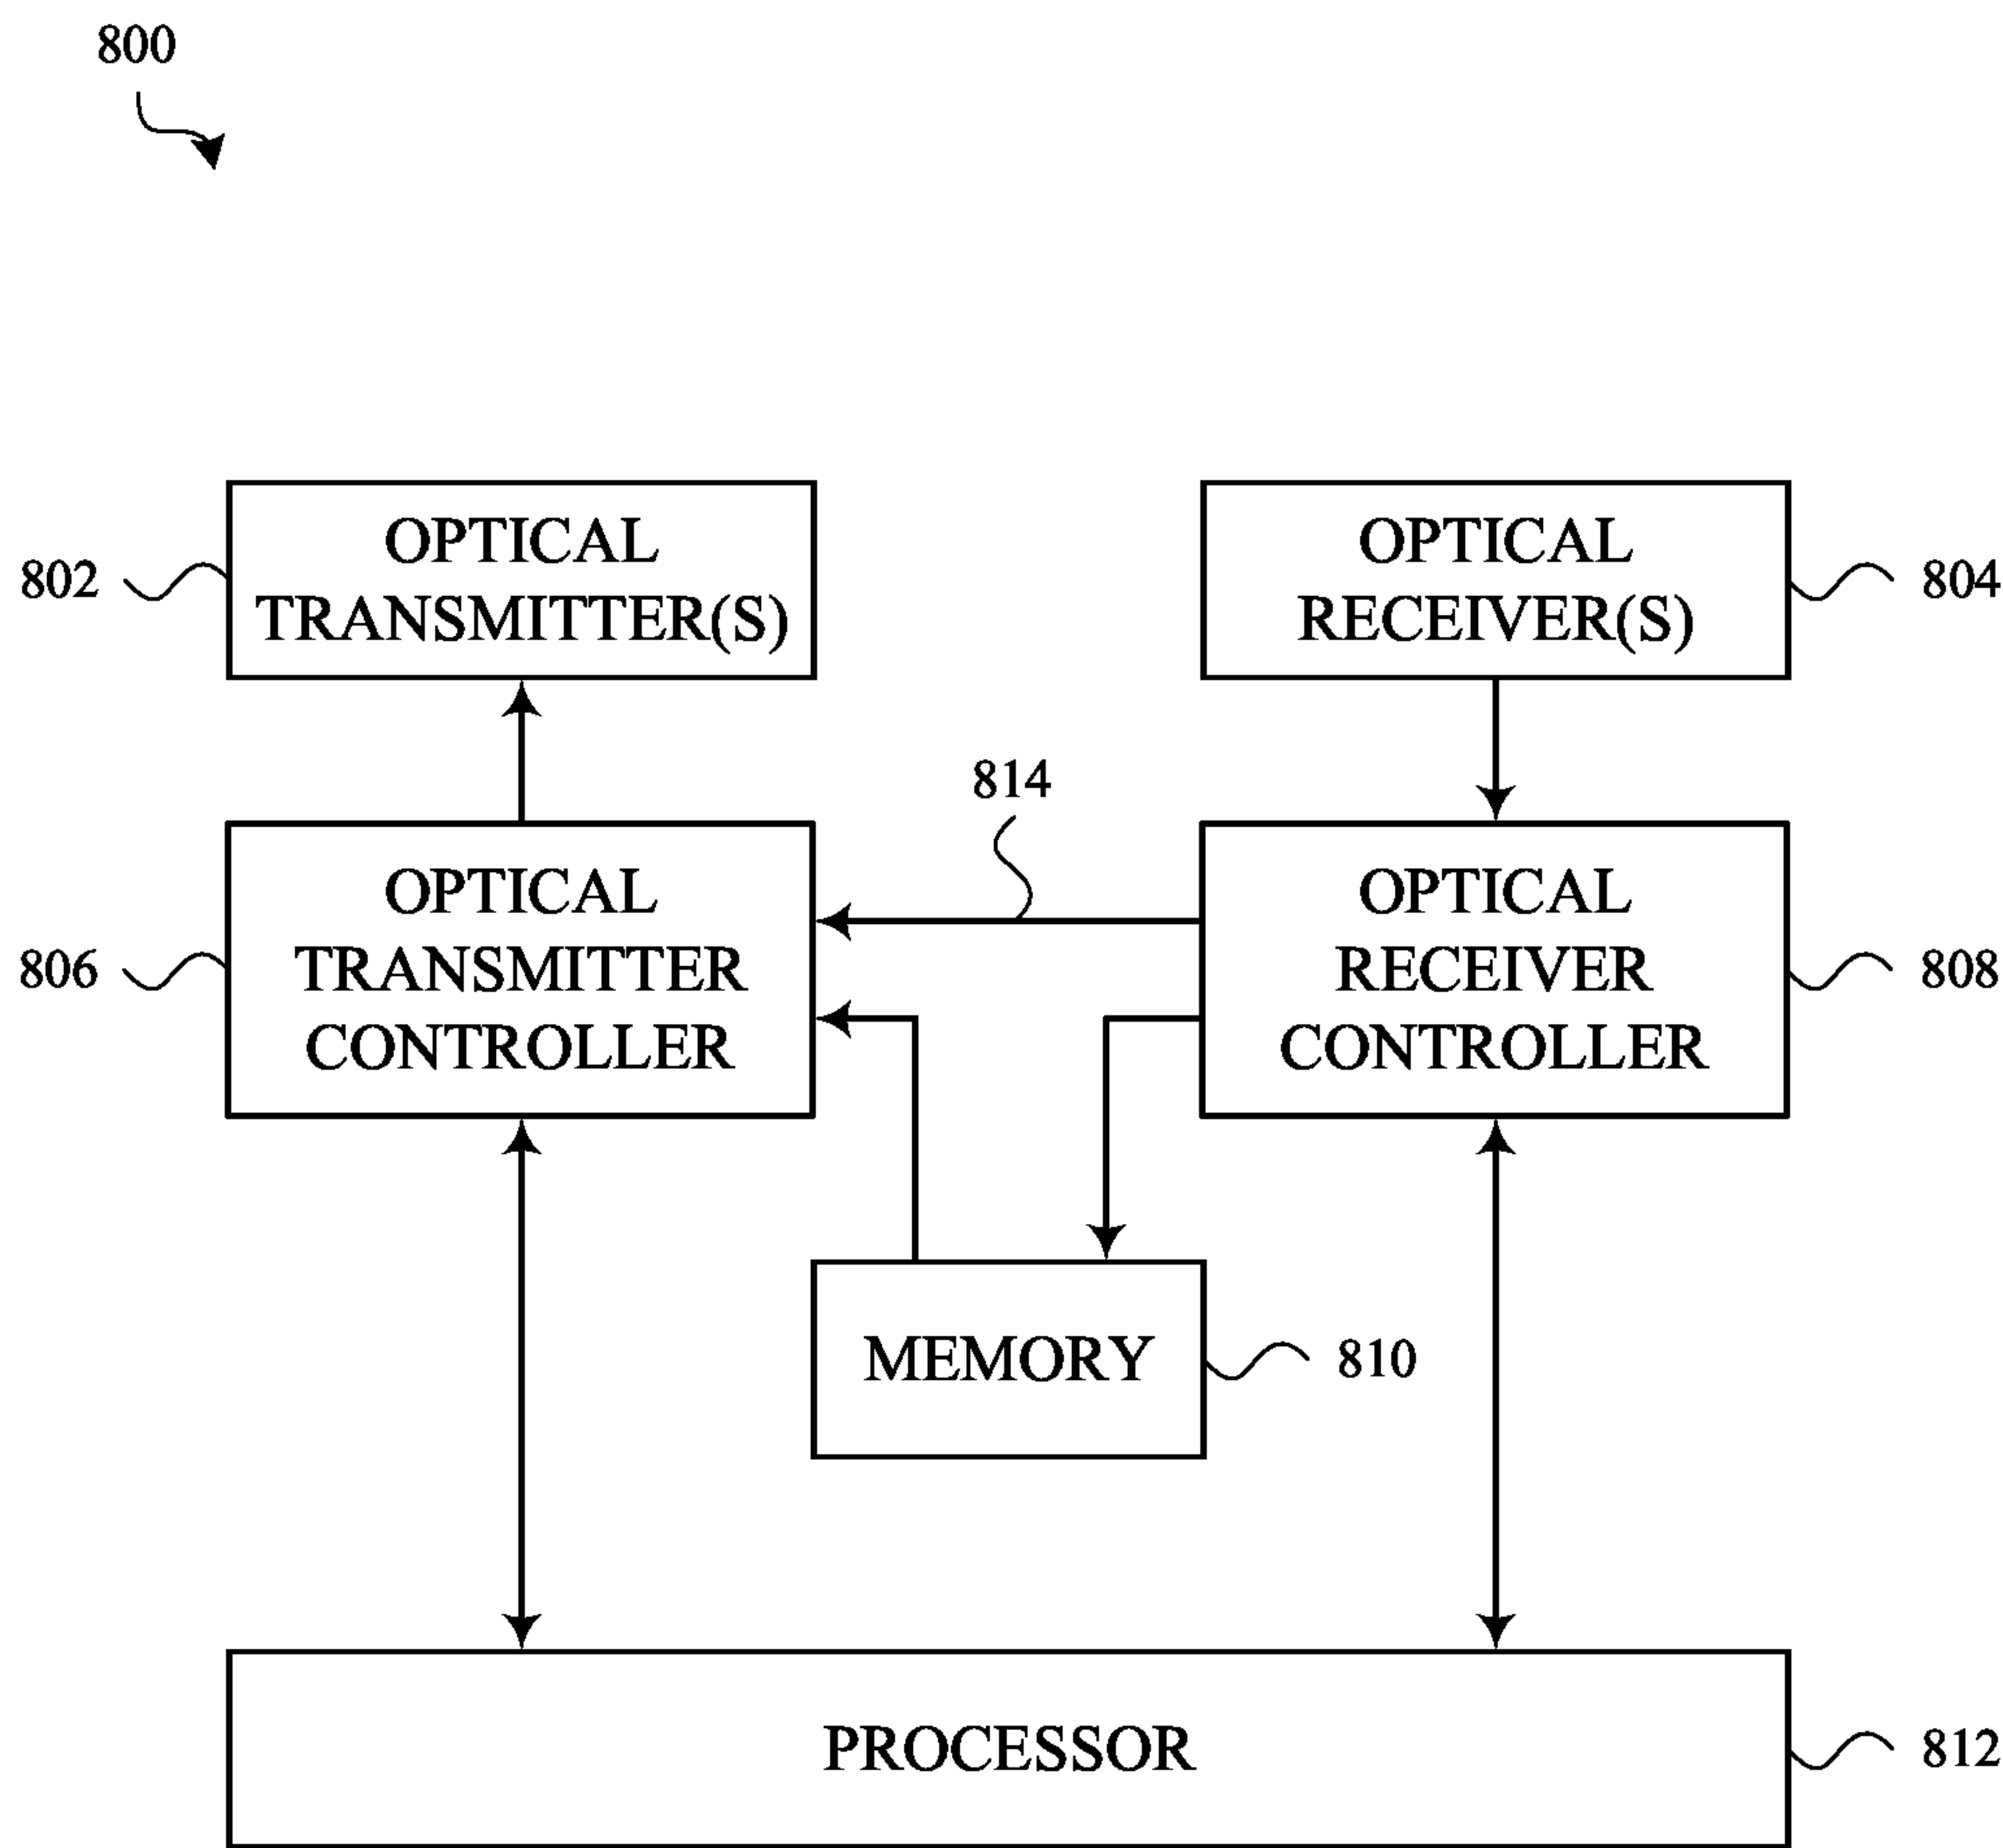 800
OPTICAL
TRANSMITTER(S)
802
OPTICAL
RECEIVER(S)
804
814
OPTICAL
TRANSMITTER
CONTROLLER
806
OPTICAL
RECEIVER
CONTROLLER
808
MEMORY
810
PROCESSOR
812